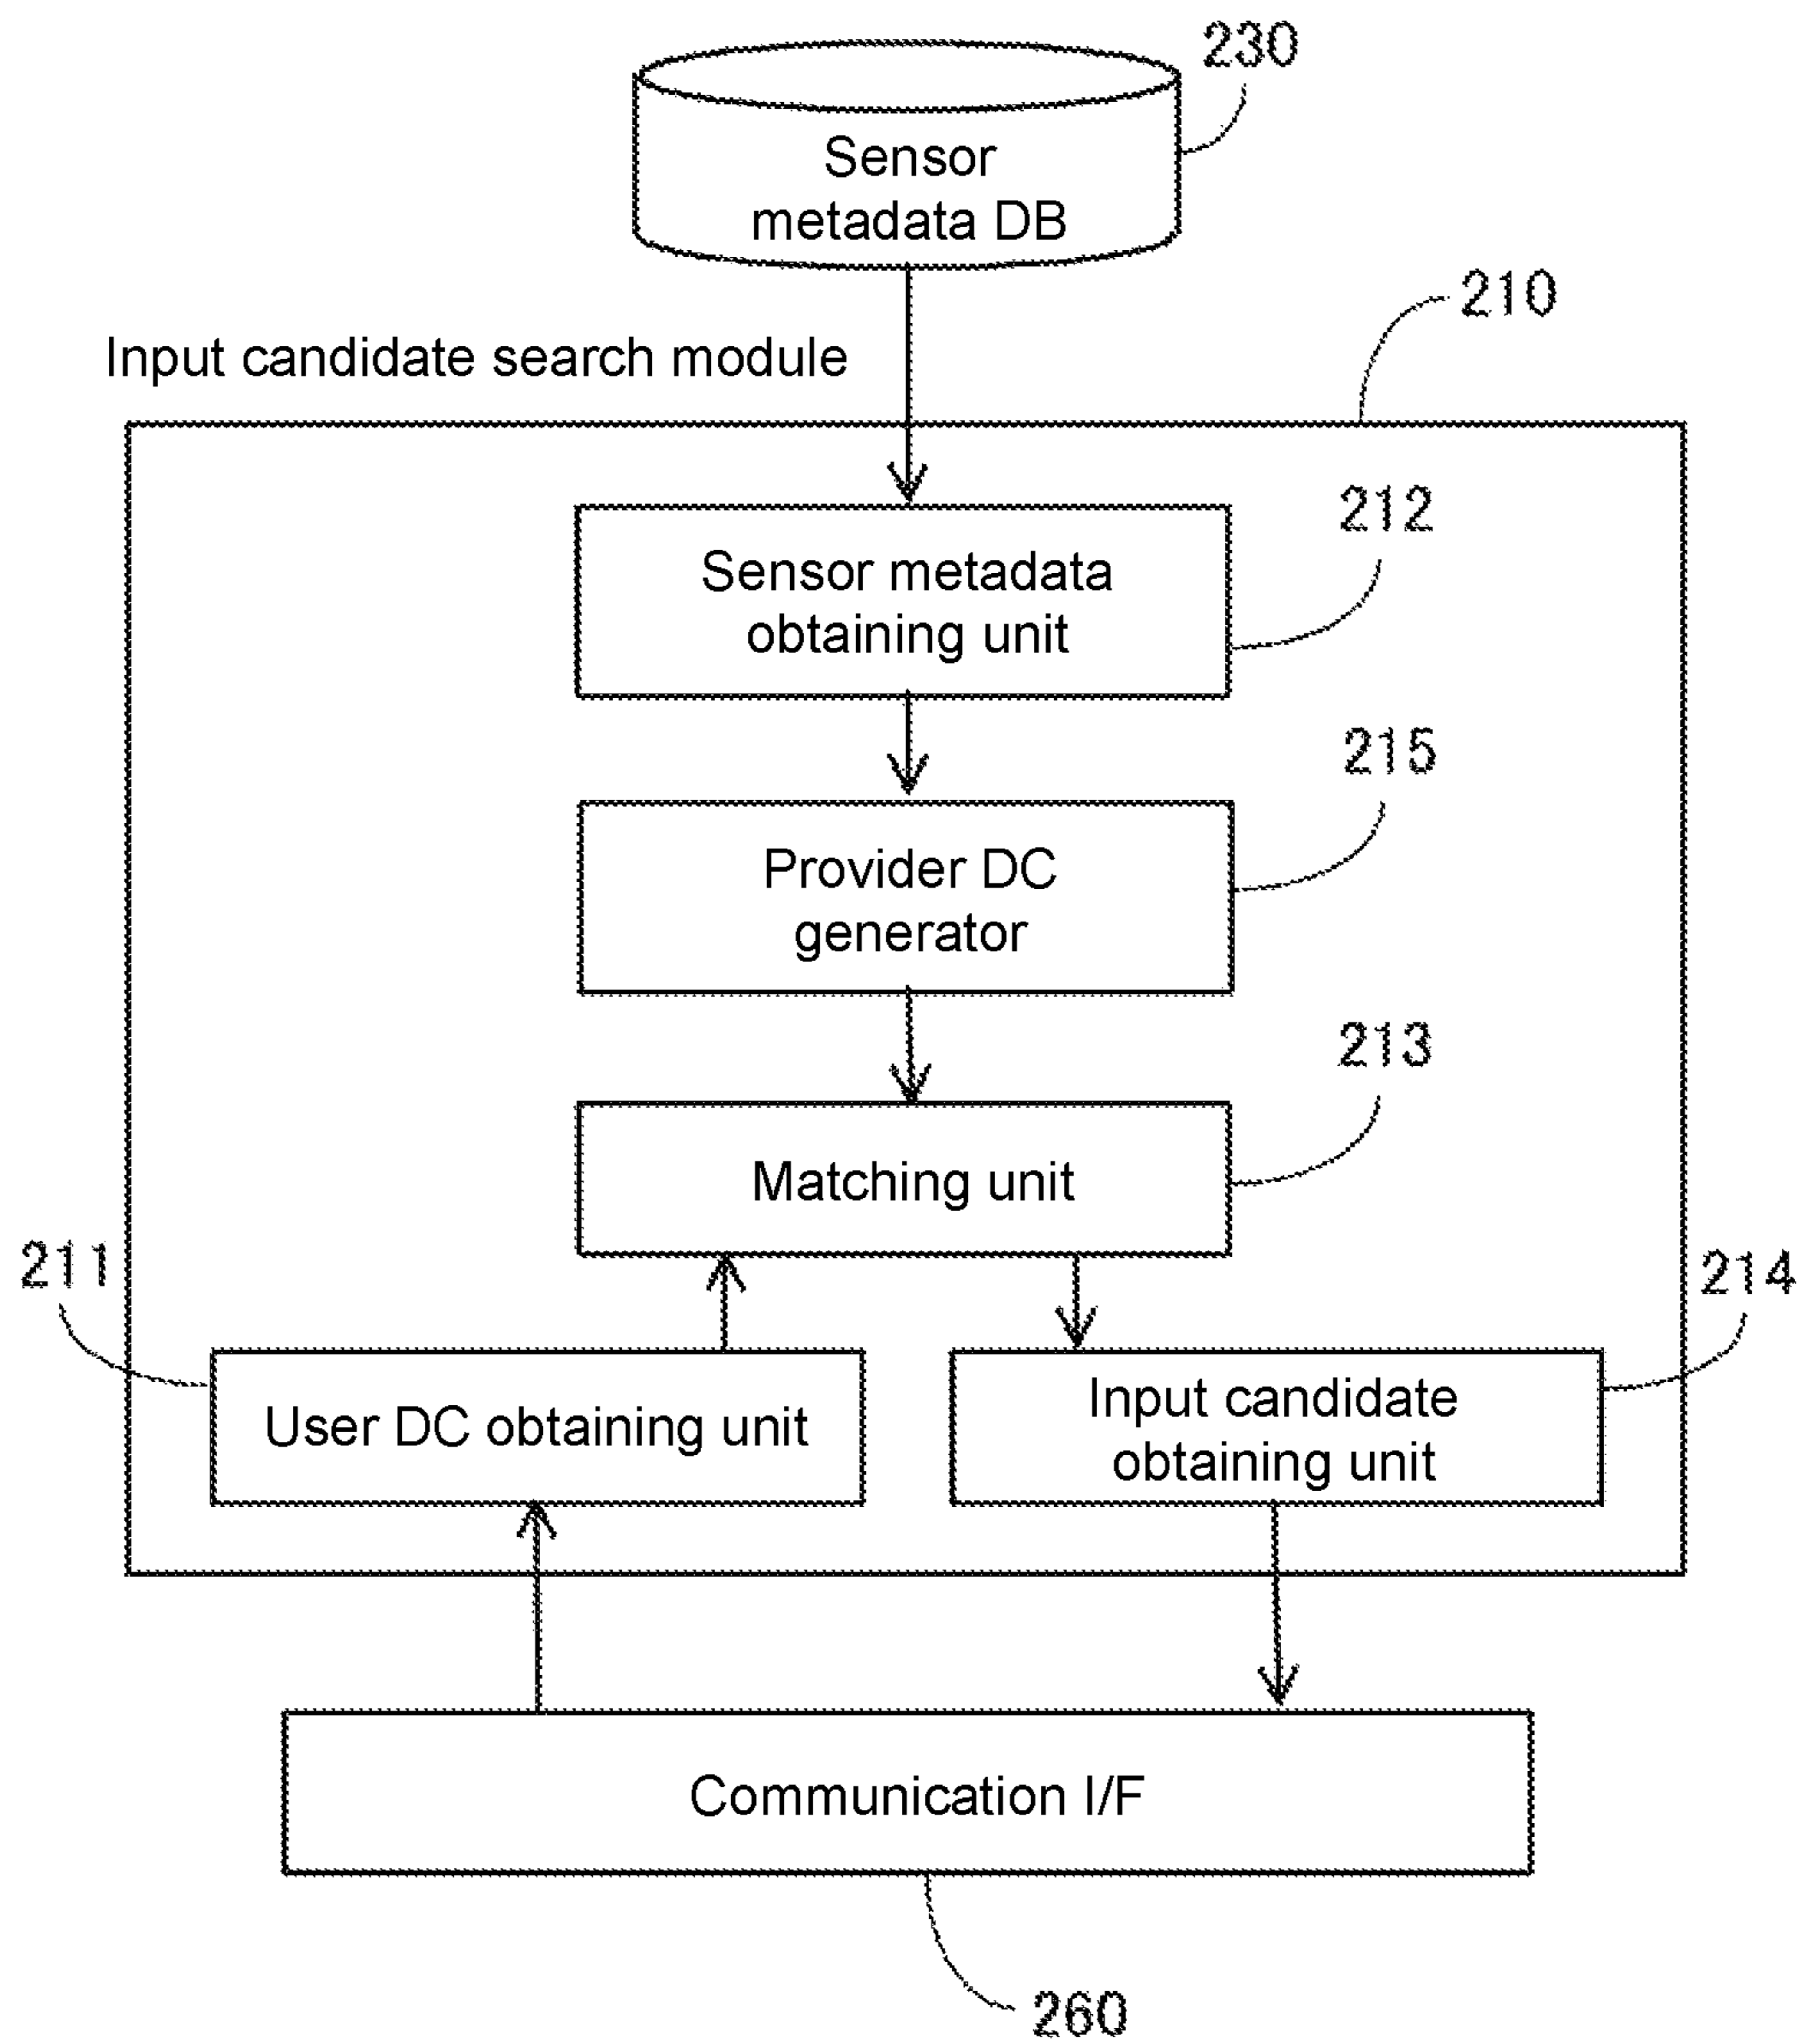 230
Sensor
metadata DB
210
Input candidate search module
212
Sensor metadata
obtaining unit
215
Provider DC
generator
213
Matching unit
211
214
User DC obtaining unit
Input candidate
obtaining unit
Communication I/F
260